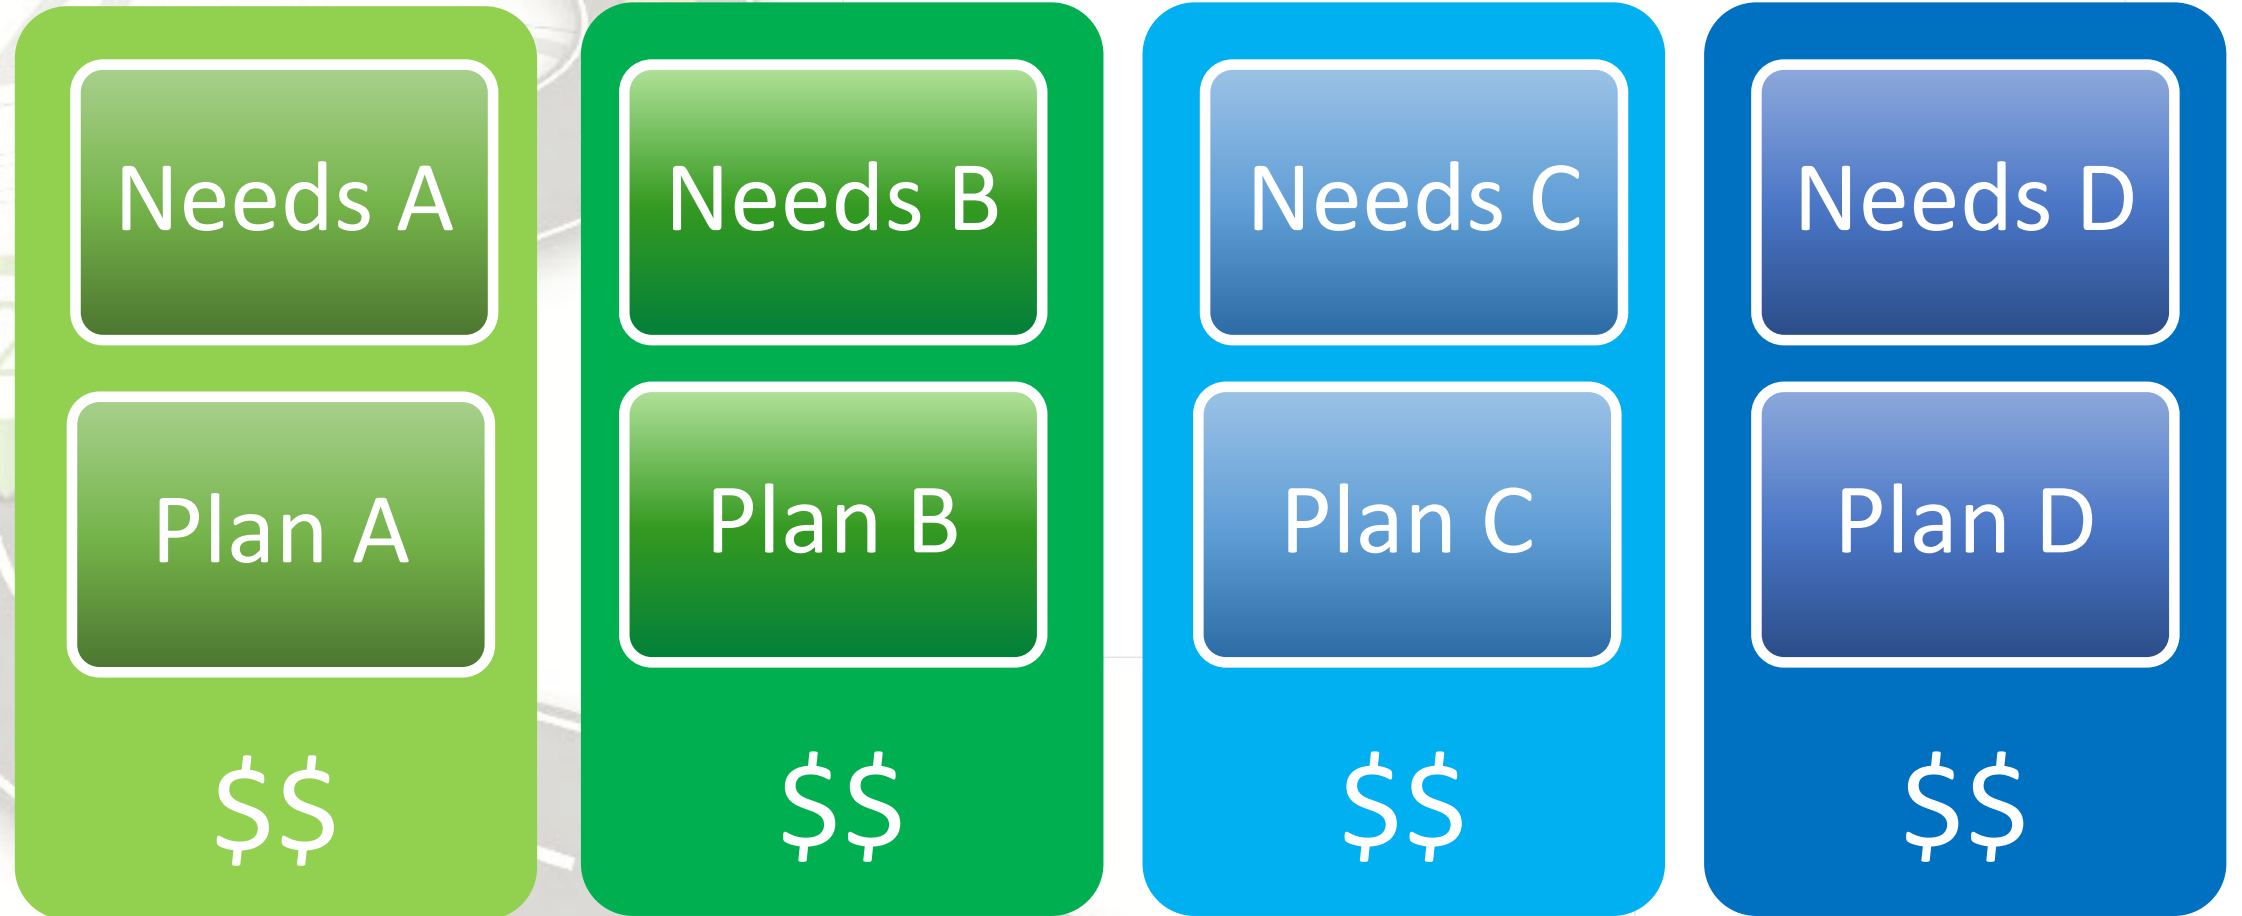 Needs A
Plan A
$$
Needs B
Plan B
$$
Needs C
Plan C
$$
Needs D
Plan D
$$